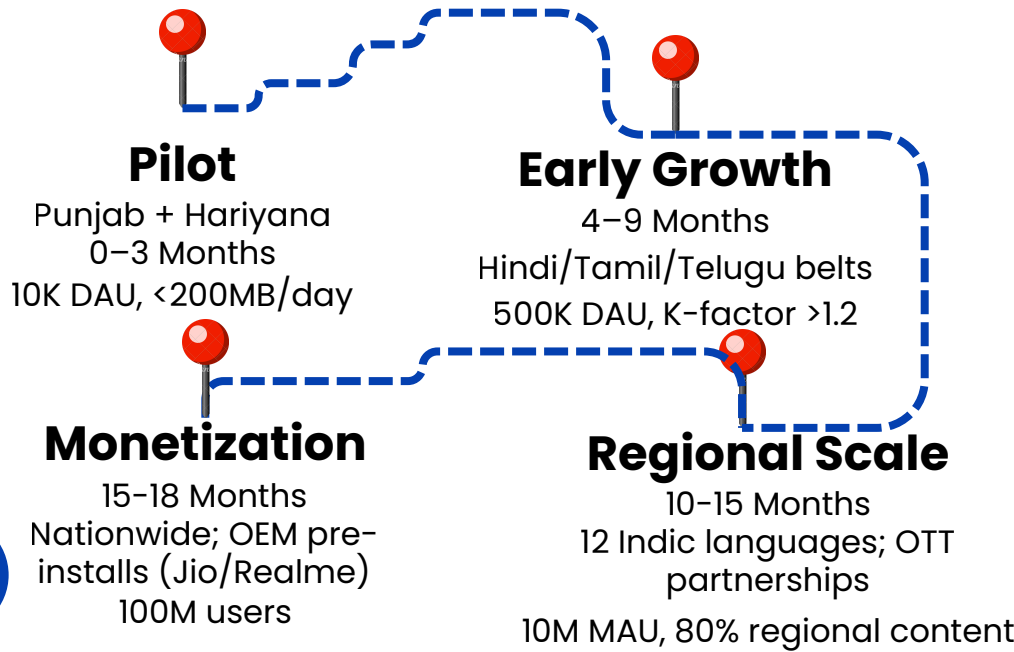 Pilot
Punjab + Hariyana
0–3 Months
10K DAU, <200MB/day
Early Growth
4–9 Months
Hindi/Tamil/Telugu belts
500K DAU, K-factor >1.2
Regional Scale
10-15 Months
12 Indic languages; OTT
partnerships
10M MAU, 80% regional content
Monetization
15-18 Months
Nationwide; OEM pre-
installs (Jio/Realme)
100M users